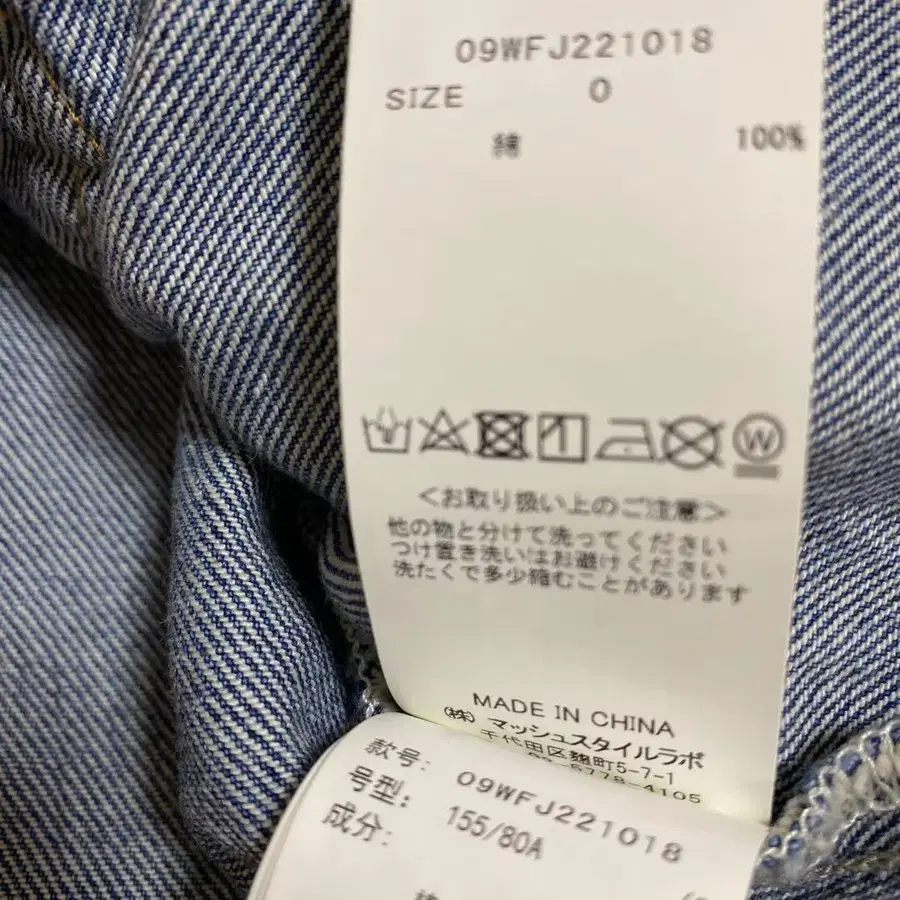 09WFJ221018
SIZE 0
綿 100%
W
<お取り扱い上のご注意>
他の物と分けて洗ってください
つけ置き洗いはお避けください
洗たくで多少縮むことがあります
MADE IN CHINA
(株) マッシュスタイルラボ
千代田区麹町5-7-1
03-6778-4105
款号: 09WFJ221018
号型: 155/80A
成分: